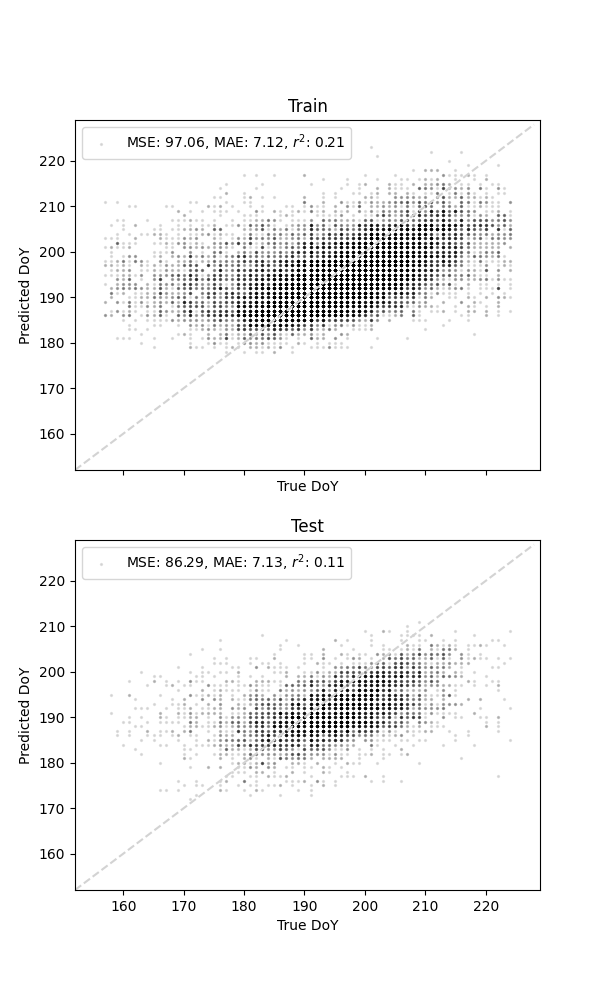 Train
MSE: 97.06, MAE: 7.12, r²: 0.21
220
210
200
190
180
170
160
Predicted DoY
True DoY
Test
MSE: 86.29, MAE: 7.13, r²: 0.11
220
210
200
190
180
170
160
Predicted DoY
160 170 180 190 200 210 220
True DoY